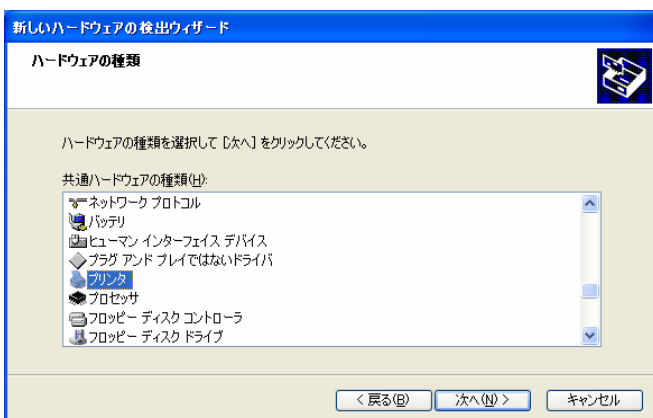 新しいハードウェアの検出ウィザード
ハードウェアの種類
ハードウェアの種類を選択して [次へ] をクリックしてください。
共通ハードウェアの種類(H):
ネットワーク プロトコル
バッテリ
ヒューマン インターフェイス デバイス
プラグ アンド プレイではないドライバ
プリンタ
プロセッサ
フロッピー ディスク コントローラ
フロッピー ディスク ドライブ
< 戻る(B) 次へ(N) > キャンセル